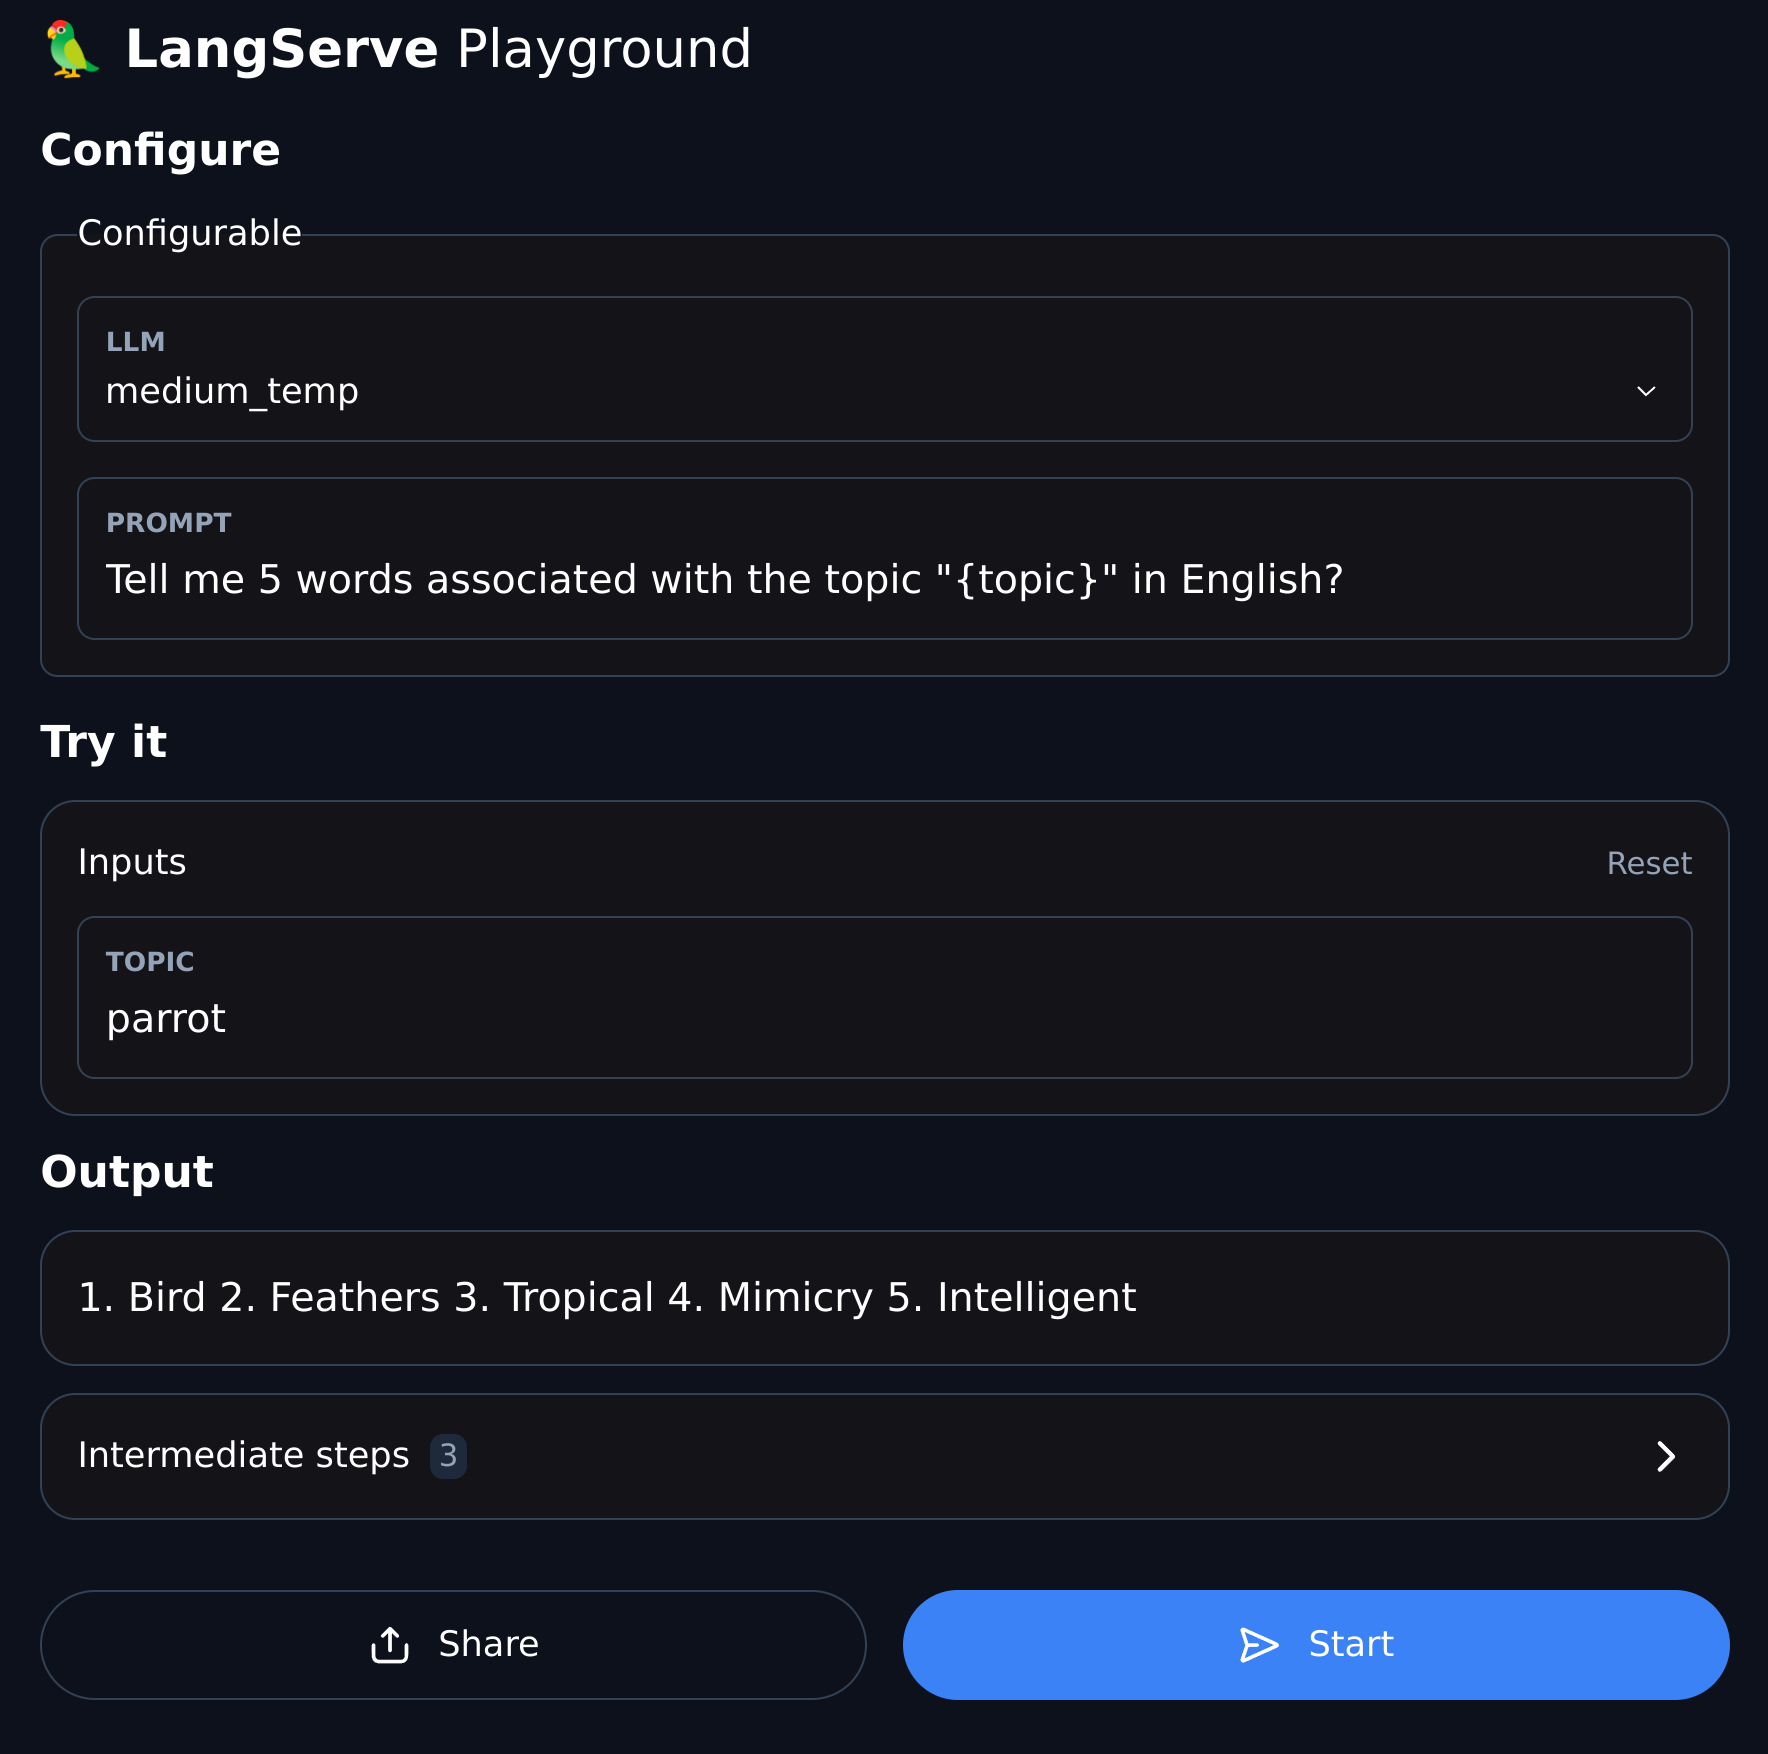 LangServe Playground
Configure
Configurable
LLM
medium_temp
PROMPT
Tell me 5 words associated with the topic "{topic}" in English?
Try it
Inputs
Reset
TOPIC
parrot
Output
1. Bird 2. Feathers 3. Tropical 4. Mimicry 5. Intelligent
Intermediate steps 3
Share
Start